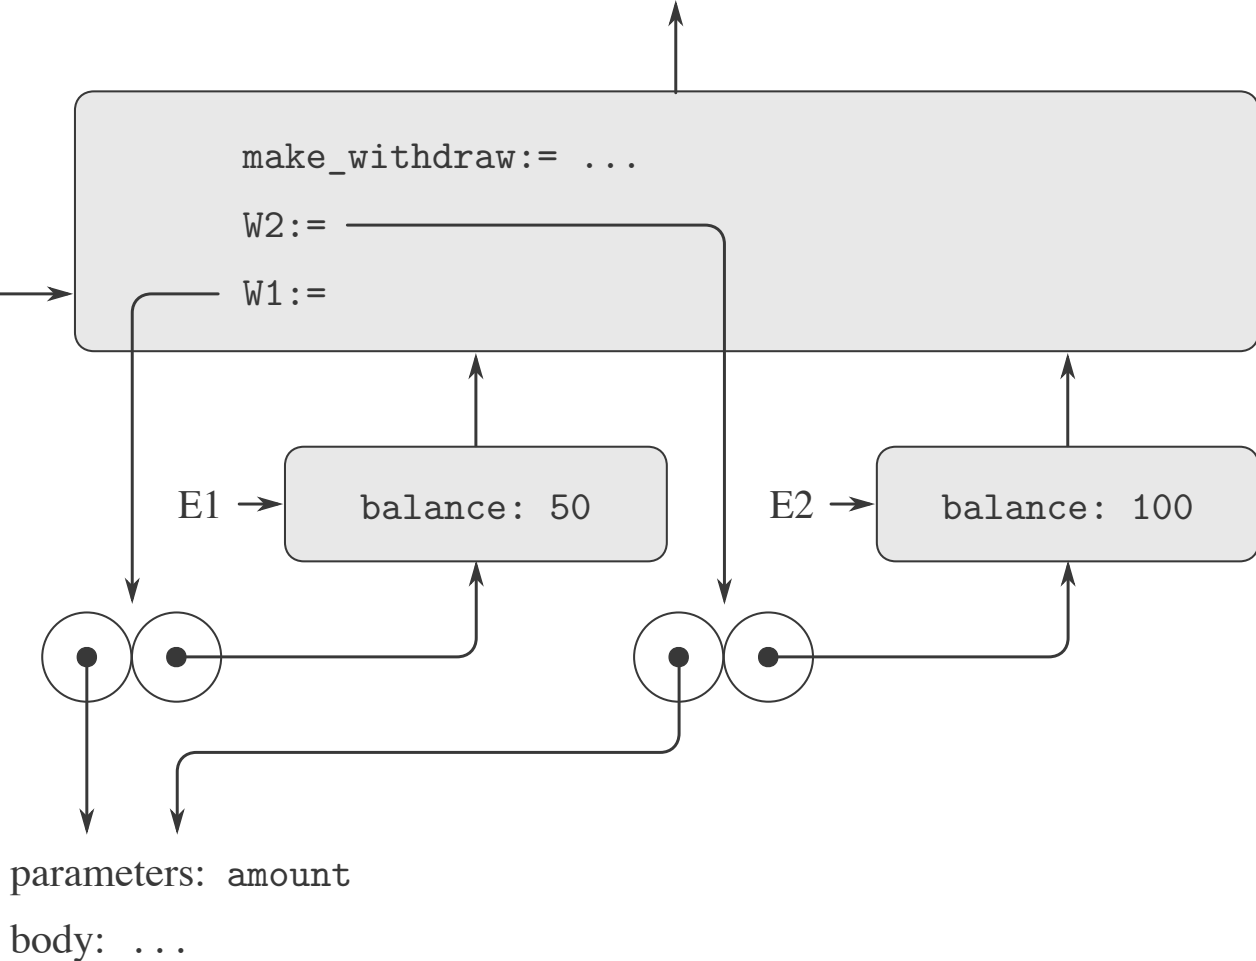 make_withdraw:= ...
W2:=
W1:=
E1 balance: 50 E2 balance: 100
parameters: amount
body: ...